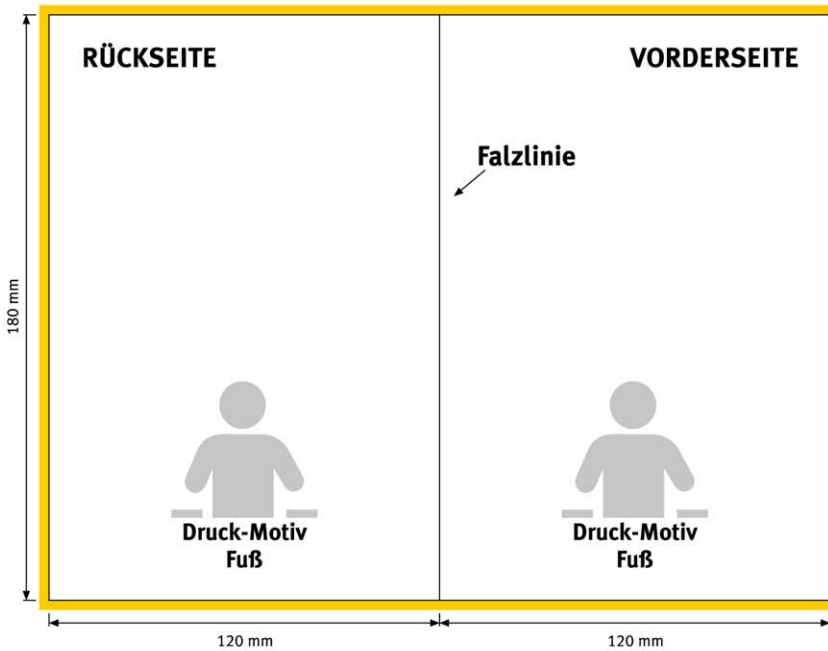 RÜCKSEITE
VORDERSEITE
Falzlinie
180 mm
Druck-Motiv
Fuß
Druck-Motiv
Fuß
120 mm
120 mm